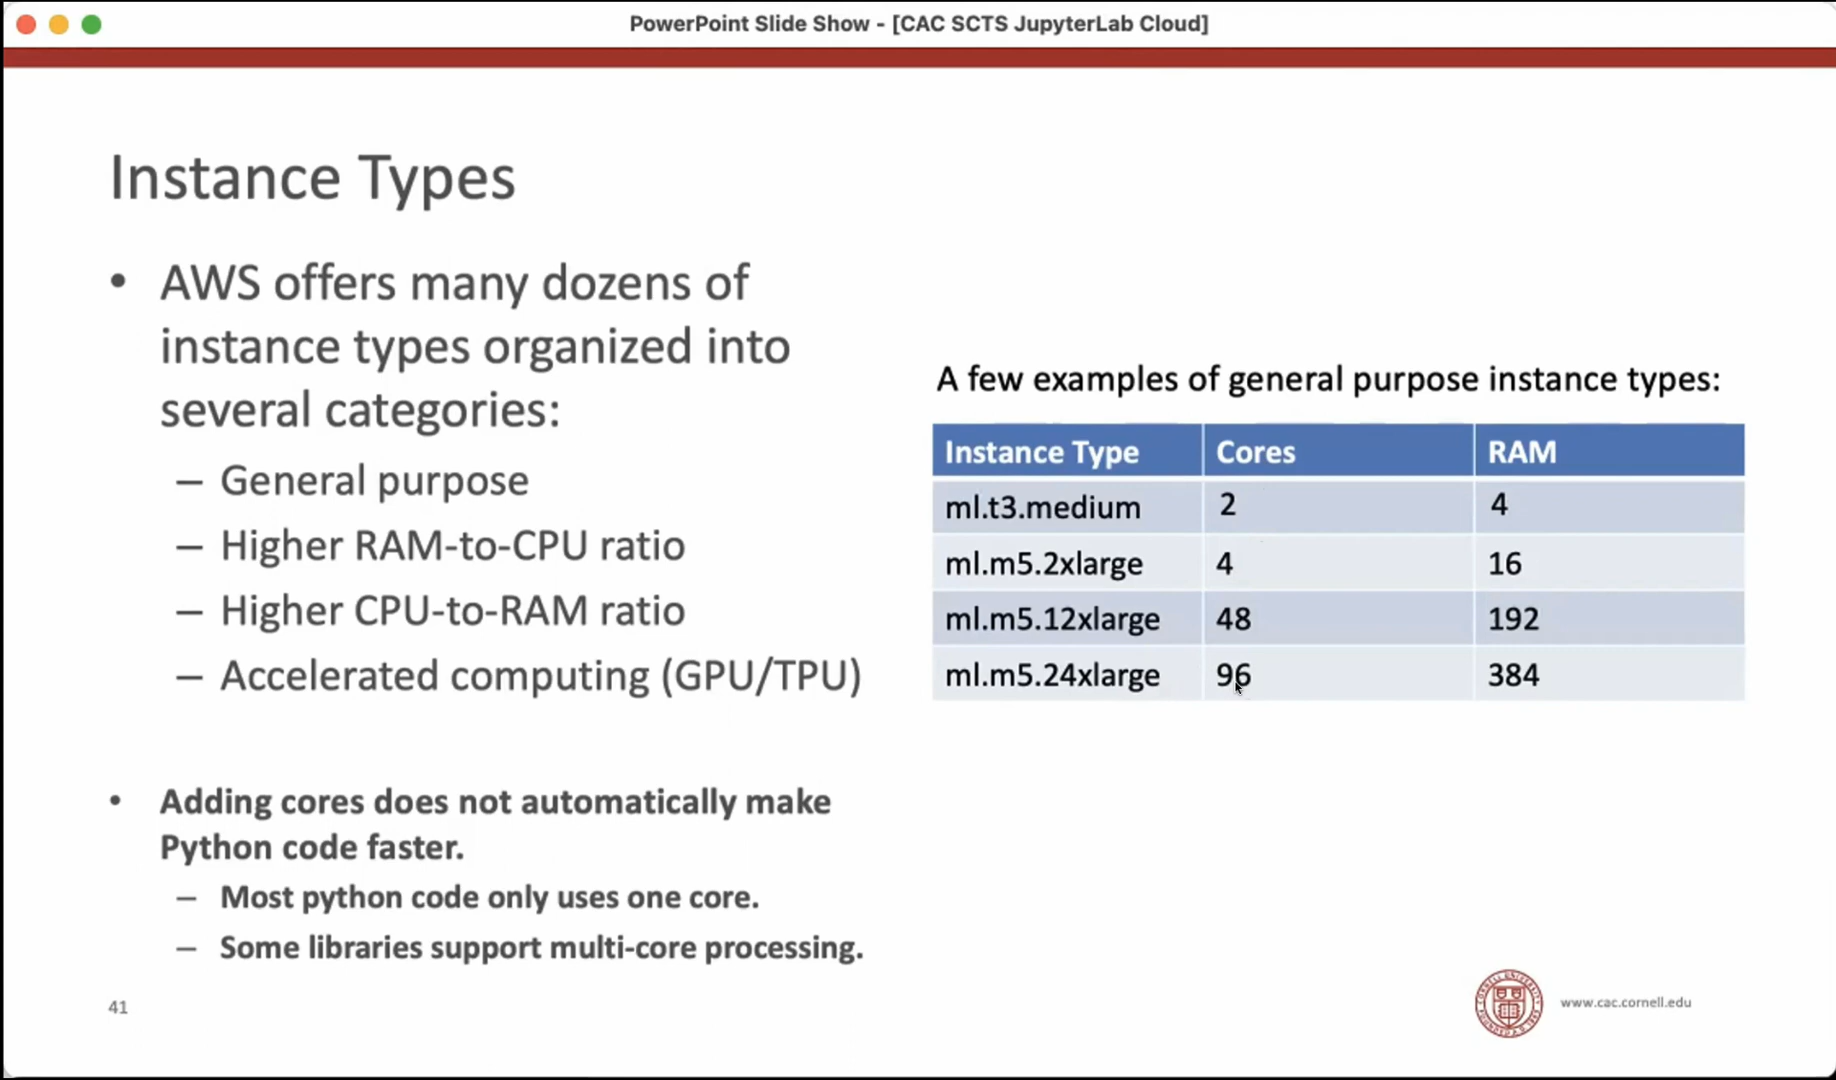 PowerPoint Slide Show - [CAC SCTS JupyterLab Cloud]
Instance Types
• AWS offers many dozens of
instance types organized into
several categories:
– General purpose
– Higher RAM-to-CPU ratio
– Higher CPU-to-RAM ratio
– Accelerated computing (GPU/TPU)
• Adding cores does not automatically make
Python code faster.
– Most python code only uses one core.
– Some libraries support multi-core processing.
A few examples of general purpose instance types:
Instance Type Cores RAM
ml.t3.medium 2 4
ml.m5.2xlarge 4 16
ml.m5.12xlarge 48 192
ml.m5.24xlarge 96 384
41
www.cac.cornell.edu